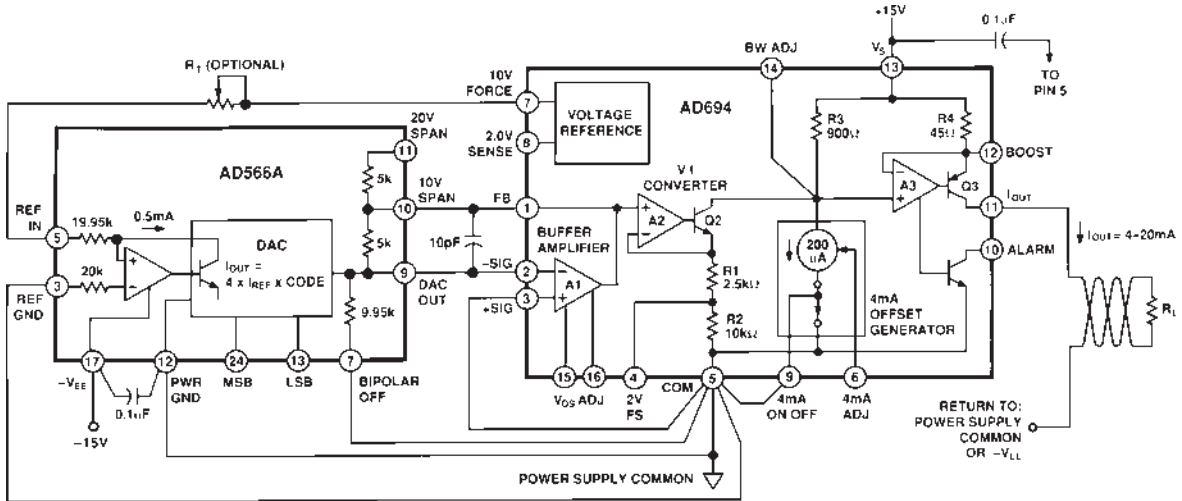 +15V
0.1uF
TO
PIN 5
RT (OPTIONAL)
BW ADJ
VS
14
13
10V
FORCE
7
VOLTAGE
REFERENCE
2.0V
SENSE
8
AD694
R3
900Ω
R4
45Ω
12
BOOST
A3
Q3
11
IOUT
IOUT = 4-20mA
10
ALARM
RL
20V
SPAN
11
AD566A
5k
10V
SPAN
10
5k
FB
1
V-I
CONVERTER
A2
Q2
REF
IN
5
19.95k
0.5mA
DAC
IOUT =
4 x IREF x CODE
10pF
BUFFER
AMPLIFIER
-SIG
2
9
DAC
OUT
20k
3
REF
GND
9.95k
+SIG
3
A1
R1
2.5kΩ
R2
10kΩ
200
uA
4mA
OFFSET
GENERATOR
17
12
24
13
7
-VEE
PWR
GND
MSB
LSB
BIPOLAR
OFF
0.1uF
-15V
15
16
4
COM
5
9
6
VOS ADJ
2V
FS
4mA
ON OFF
4mA
ADJ
RETURN TO:
POWER SUPPLY
COMMON
OR
POWER SUPPLY COMMON